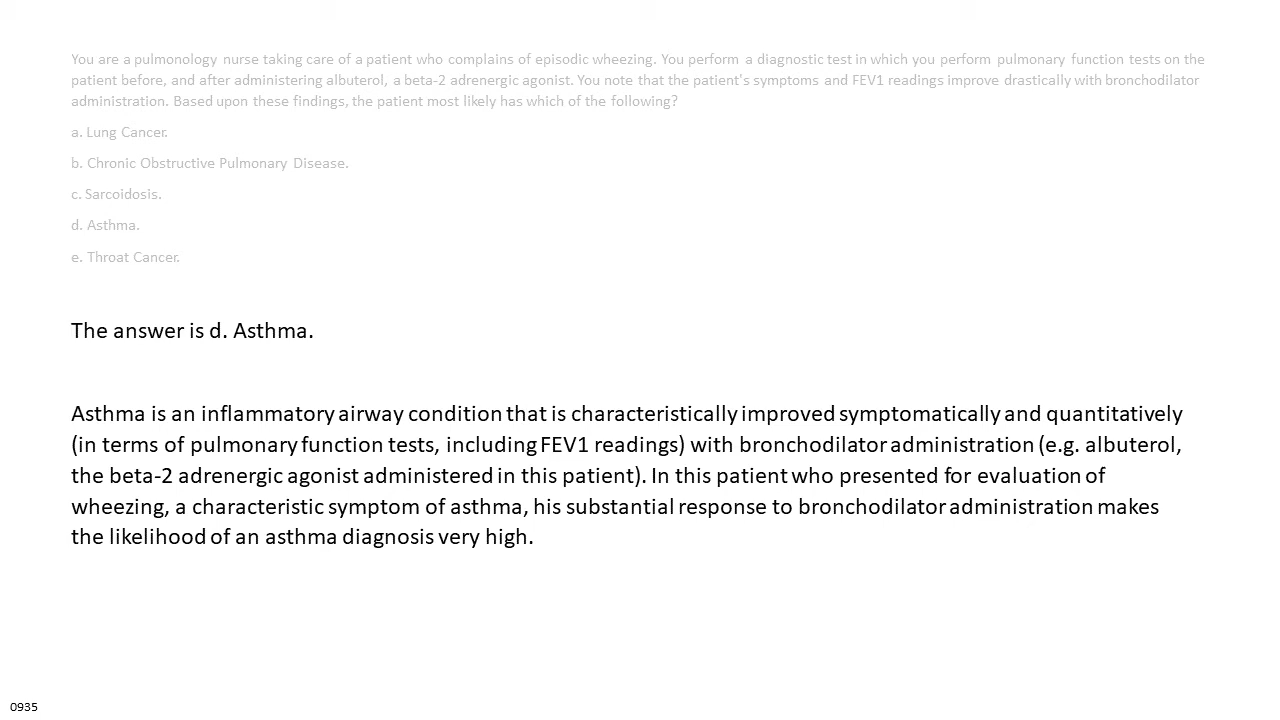 You are a pulmonology nurse taking care of a patient who complains of episodic wheezing. You perform a diagnostic test in which you perform pulmonary function tests on the
patient before, and after administering albuterol, a beta-2 adrenergic agonist. You note that the patient's symptoms and FEV1 readings improve drastically with bronchodilator
administration. Based upon these findings, the patient most likely has which of the following?
a. Lung Cancer.
b. Chronic Obstructive Pulmonary Disease.
c. Sarcoidosis.
d. Asthma.
e. Throat Cancer.
The answer is d. Asthma.
Asthma is an inflammatory airway condition that is characteristically improved symptomatically and quantitatively
(in terms of pulmonary function tests, including FEV1 readings) with bronchodilator administration (e.g. albuterol,
the beta-2 adrenergic agonist administered in this patient). In this patient who presented for evaluation of
wheezing, a characteristic symptom of asthma, his substantial response to bronchodilator administration makes
the likelihood of an asthma diagnosis very high.
0935